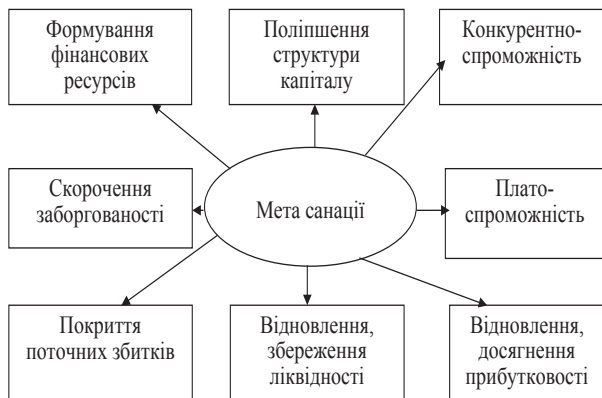 Формування
фінансових
ресурсів
Поліпшення
структури
капіталу
Конкурентно-
спроможність
Скорочення
заборгованості
Мета санації
Плато-
спроможність
Покриття
поточних збитків
Відновлення,
збереження
ліквідності
Відновлення,
досягнення
прибутковості